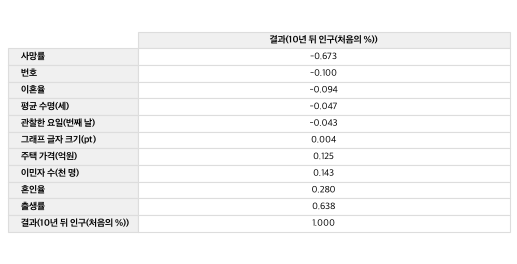 결과(10년 뒤 인구(처음의 %))
사망률 -0.673
번호 -0.100
이혼율 -0.094
평균 수명(세) -0.047
관찰한 요일(번째 날) -0.043
그래프 글자 크기(pt) 0.004
주택 가격(억원) 0.125
이민자 수(천 명) 0.143
혼인율 0.280
출생률 0.638
결과(10년 뒤 인구(처음의 %)) 1.000